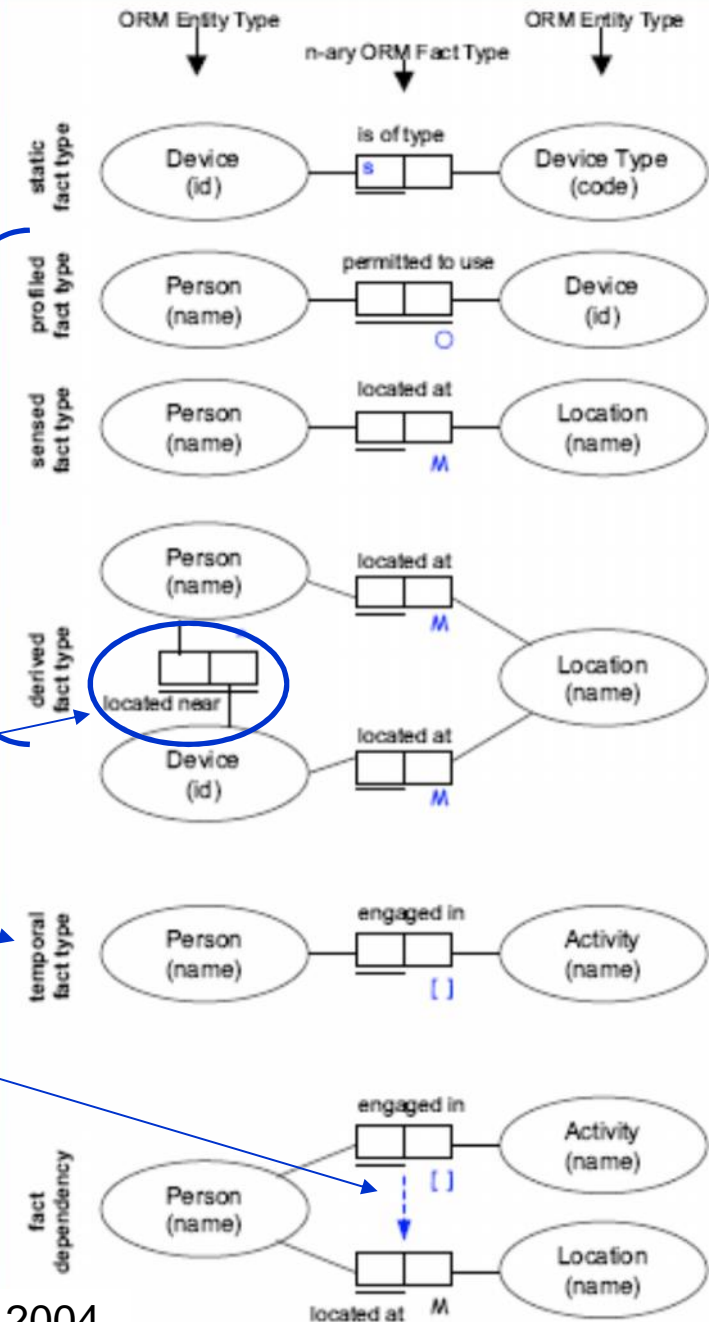 ORM Entity Type
n-ary ORM Fact Type
ORM Entity Type
static
fact type
Device
(id)
is of type
s
Device Type
(code)
profiled
fact type
Person
(name)
permitted to use
Device
(id)
sensed
fact type
Person
(name)
located at
Location
(name)
derived
fact type
Person
(name)
located at
located near
Location
(name)
located at
Device
(id)
temporal
fact type
Person
(name)
engaged in
[ ]
Activity
(name)
fact
dependency
Person
(name)
engaged in
[ ]
Activity
(name)
located at
Location
(name)
2004